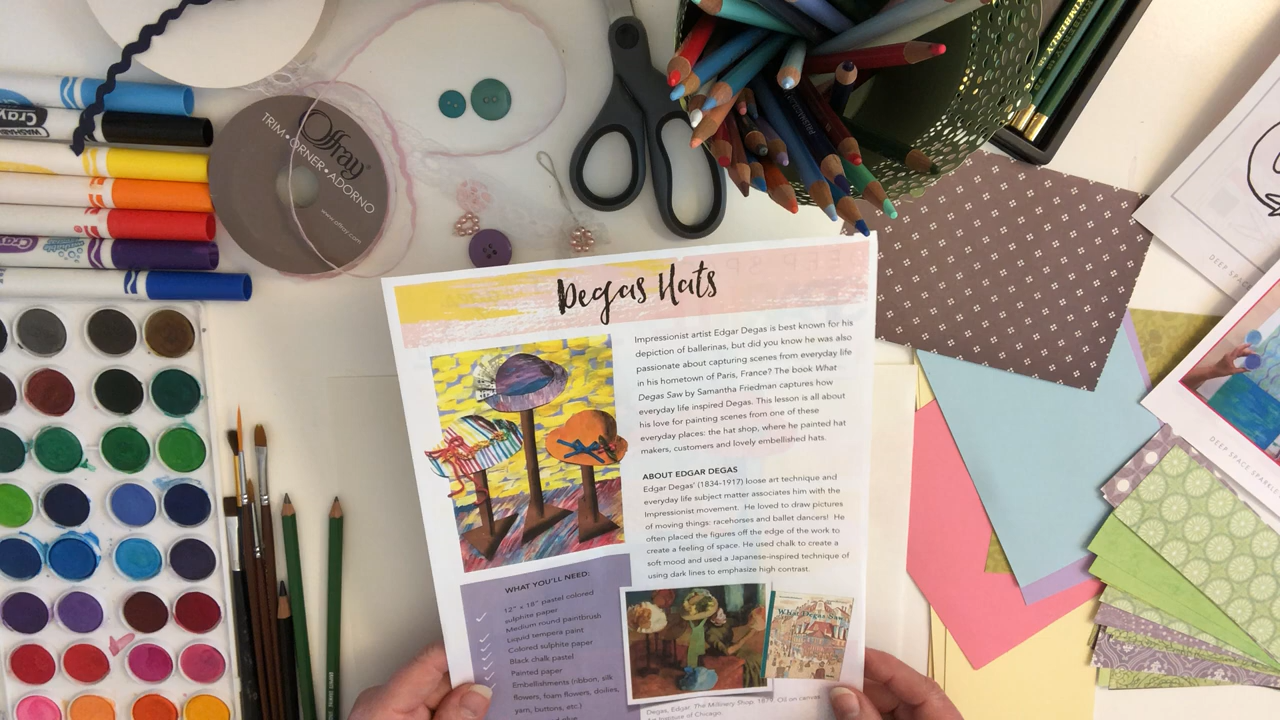 Cray
WASHAB
Offray
TRIM • ORNER • ADORNO
www.offray.com
Degas Hats
Impressionist artist Edgar Degas is best known for his
depiction of ballerinas, but did you know he was also
passionate about capturing scenes from everyday life
in his hometown of Paris, France? The book What
Degas Saw by Samantha Friedman captures how
everyday life inspired Degas. This lesson is all about
his love for painting scenes from one of these
everyday places: the hat shop, where he painted hat
makers, customers and lovely embellished hats.
ABOUT EDGAR DEGAS
Edgar Degas' (1834-1917) loose art technique and
everyday life subject matter associates him with the
Impressionist movement. He loved to draw pictures
of moving things: racehorses and ballet dancers! He
often placed the figures off the edge of the work to
create a feeling of space. He used chalk to create a
soft mood and used a Japanese-inspired technique of
using dark lines to emphasize high contrast.
WHAT YOU'LL NEED:
12" x 18" pastel colored
sulphite paper
Medium round paintbrush
Liquid tempera paint
Colored sulphite paper
Black chalk pastel
Painted paper
Embellishments (ribbon, silk
flowers, foam flowers, doilies,
yarn, buttons, etc.)
What Degas Saw
Degas, Edgar, The Millinery Shop. 1879. Oil on canvas
Art Institute of Chicago.
DEEP SPAC
DEEP SPACE SPARKL